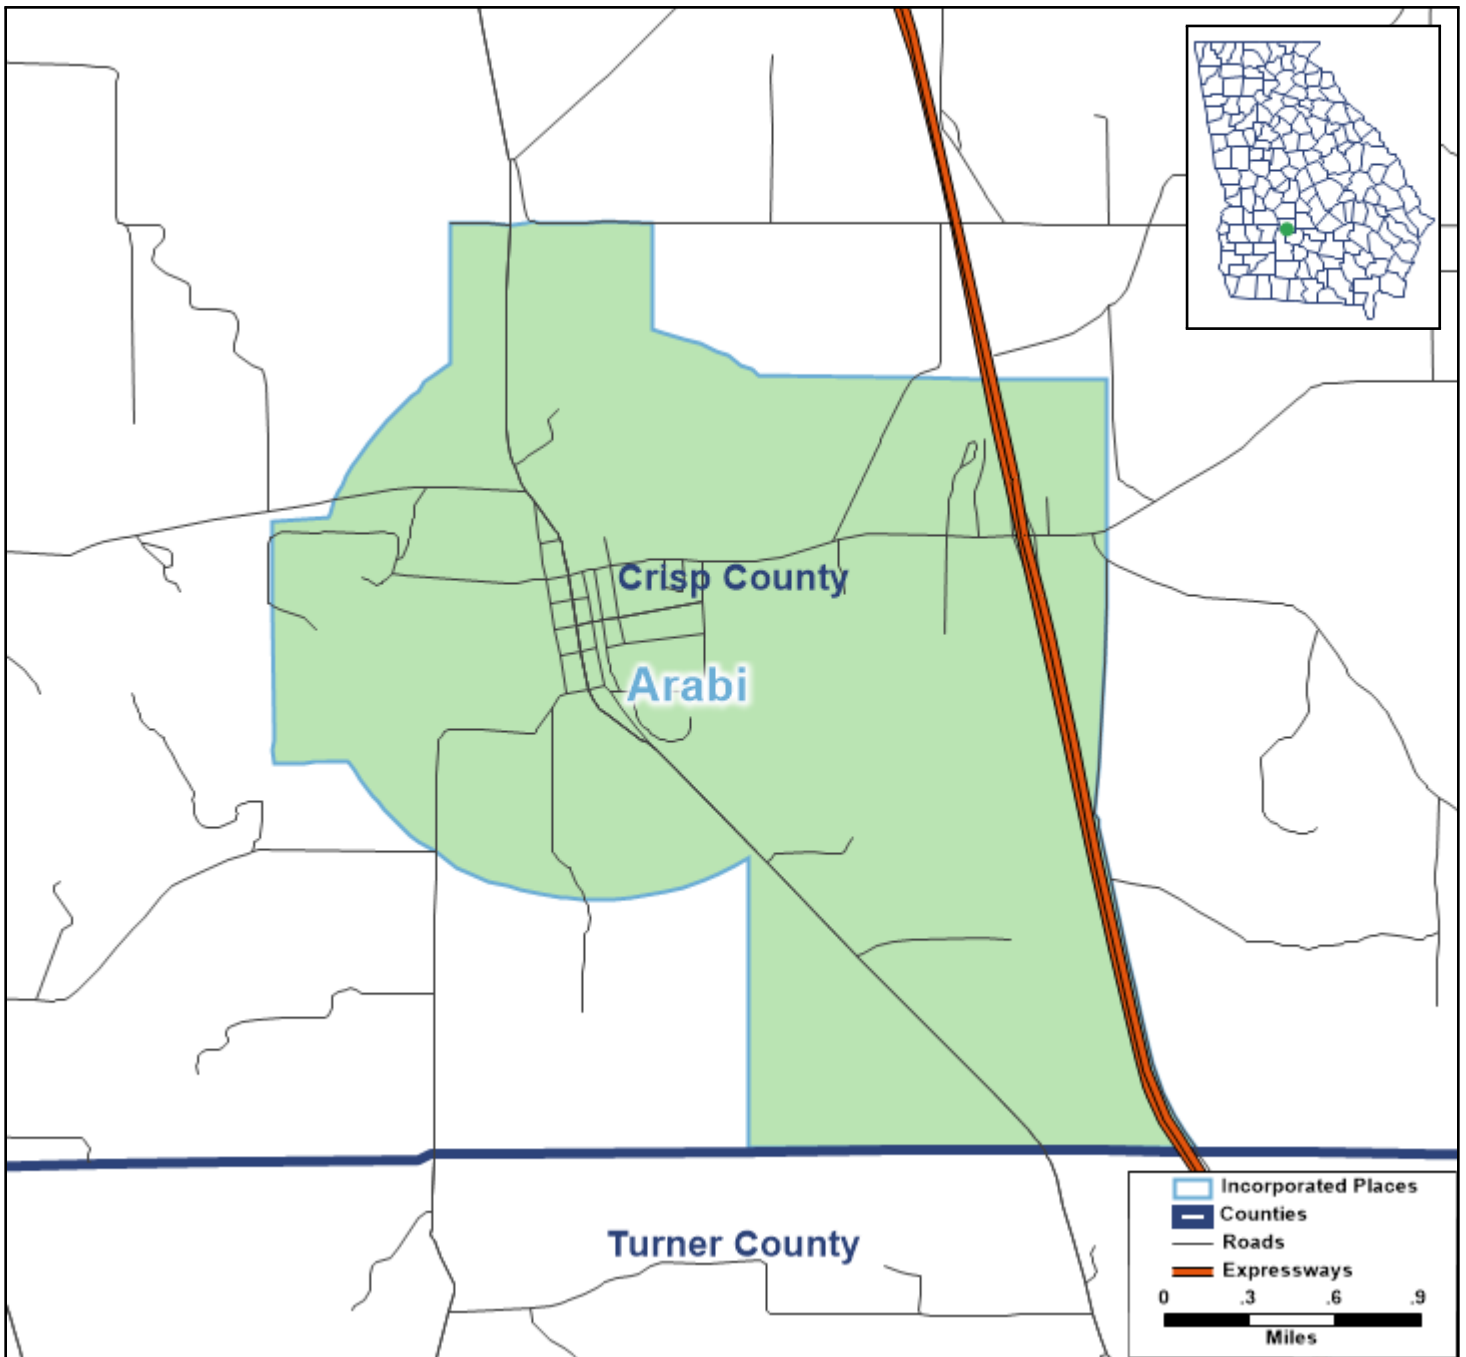 Crisp County
Arabi
Turner County
Incorporated Places
Counties
Roads
Expressways
0 .3 .6 .9
Miles